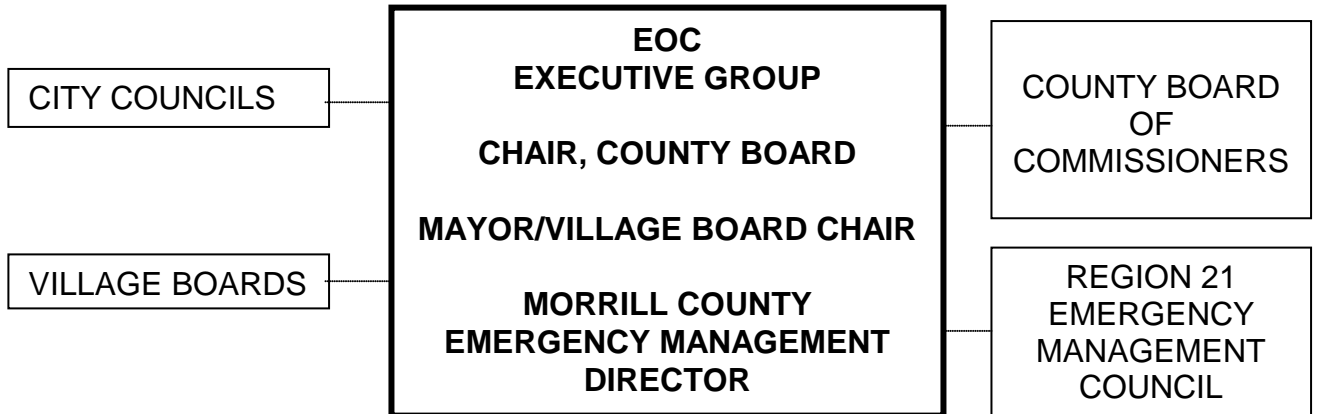 CITY COUNCILS
VILLAGE BOARDS
EOC
EXECUTIVE GROUP
CHAIR, COUNTY BOARD
MAYOR/VILLAGE BOARD CHAIR
MORRILL COUNTY
EMERGENCY MANAGEMENT
DIRECTOR
COUNTY BOARD
OF
COMMISSIONERS
REGION 21
EMERGENCY
MANAGEMENT
COUNCIL